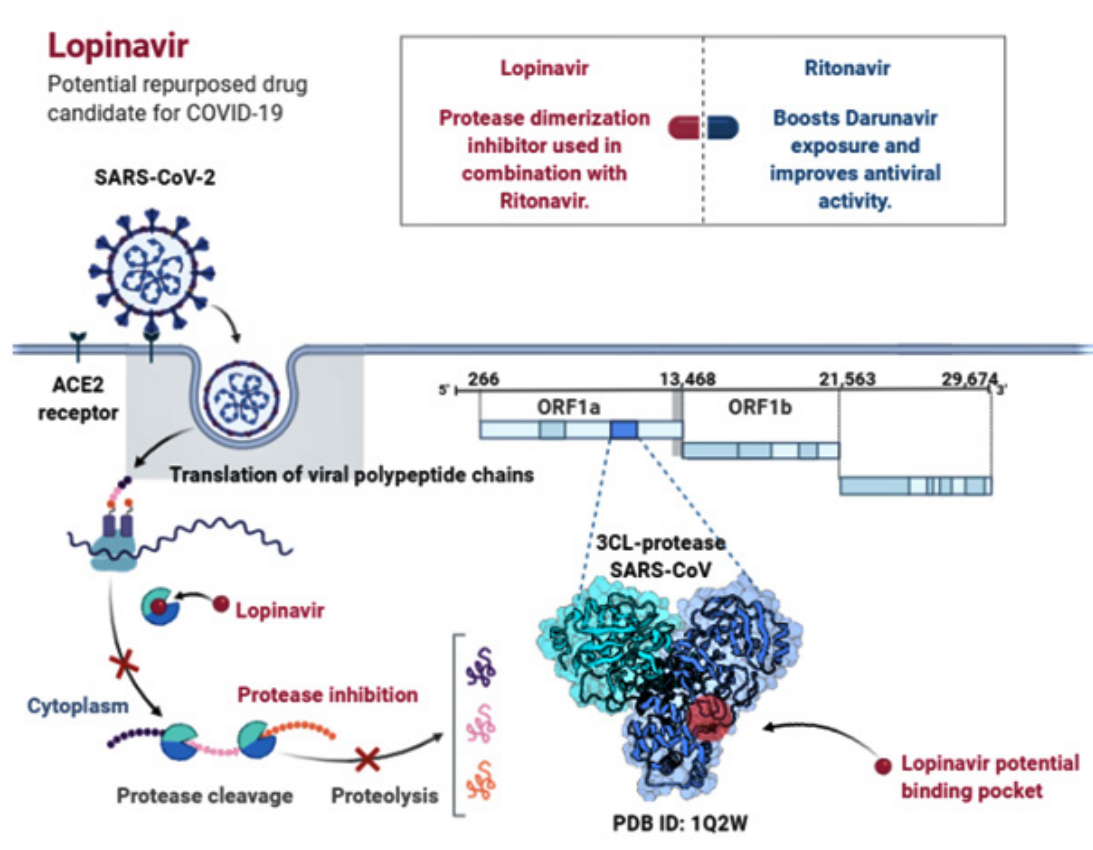 Lopinavir
Potential repurposed drug
candidate for COVID-19
Lopinavir
Protease dimerization
inhibitor used in
combination with
Ritonavir.
Ritonavir
Boosts Darunavir
exposure and
improves antiviral
activity.
SARS-CoV-2
ACE2
receptor
5' 266 13,468 21,563 29,674 3'
ORF1a ORF1b
Translation of viral polypeptide chains
3CL-protease
SARS-CoV
Lopinavir
Cytoplasm
Protease inhibition
Protease cleavage
Proteolysis
Lopinavir potential
binding pocket
PDB ID: 1Q2W